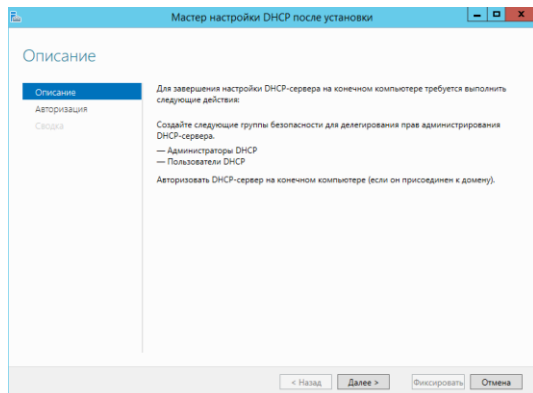 Мастер настройки DHCP после установки
Описание
Описание
Авторизация
Сводка
Для завершения настройки DHCP-сервера на конечном компьютере требуется выполнить
следующие действия:
Создайте следующие группы безопасности для делегирования прав администрирования
DHCP-сервера.
— Администраторы DHCP
— Пользователи DHCP
Авторизовать DHCP-сервер на конечном компьютере (если он присоединен к домену).
< Назад Далее > Фиксировать Отмена